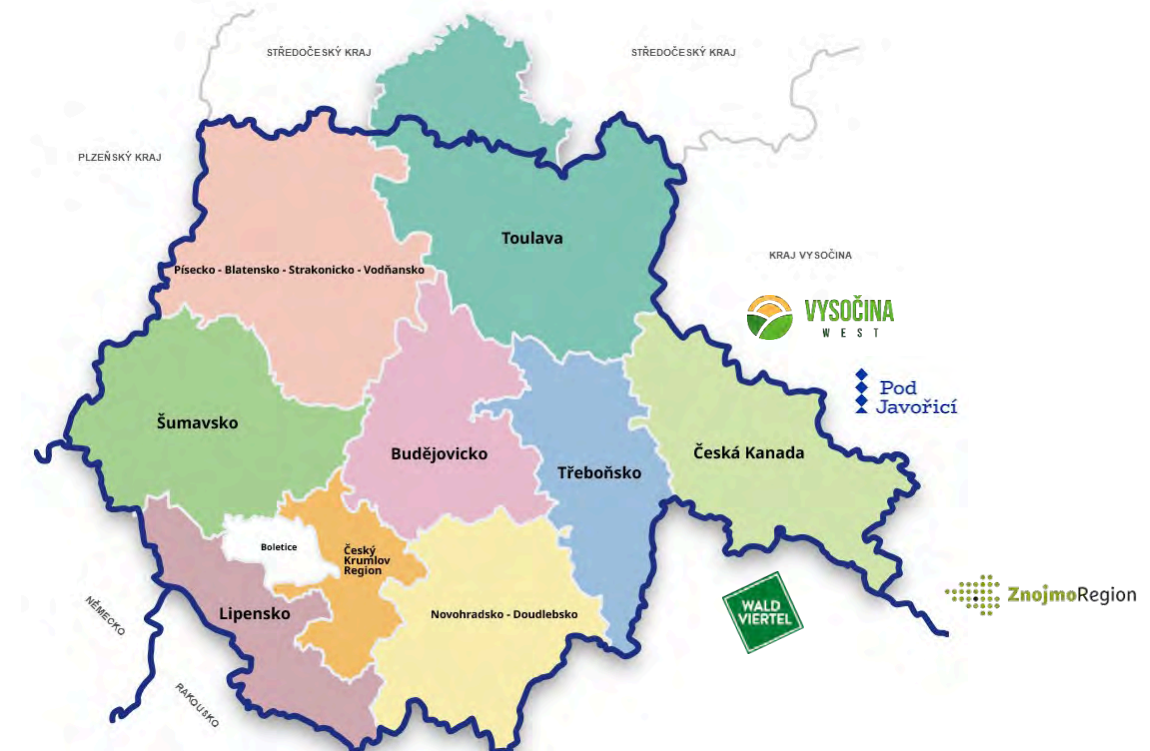 STŘEDOČESKÝ KRAJ
STŘEDOČESKÝ KRAJ
PLZEŇSKÝ KRAJ
Toulava
KRAJ VYSOČINA
Písecko - Blatensko - Strakonicko - Vodňansko
VYSOČINA
WEST
Pod
Javořicí
Šumavsko
Budějovicko
Česká Kanada
Třeboňsko
Boletice
Český
Krumlov
Region
ZnojmoRegion
WALD
VIERTEL
Lipensko
Novohradsko - Doudlebsko
NĚMECKO
RAKOUSKO